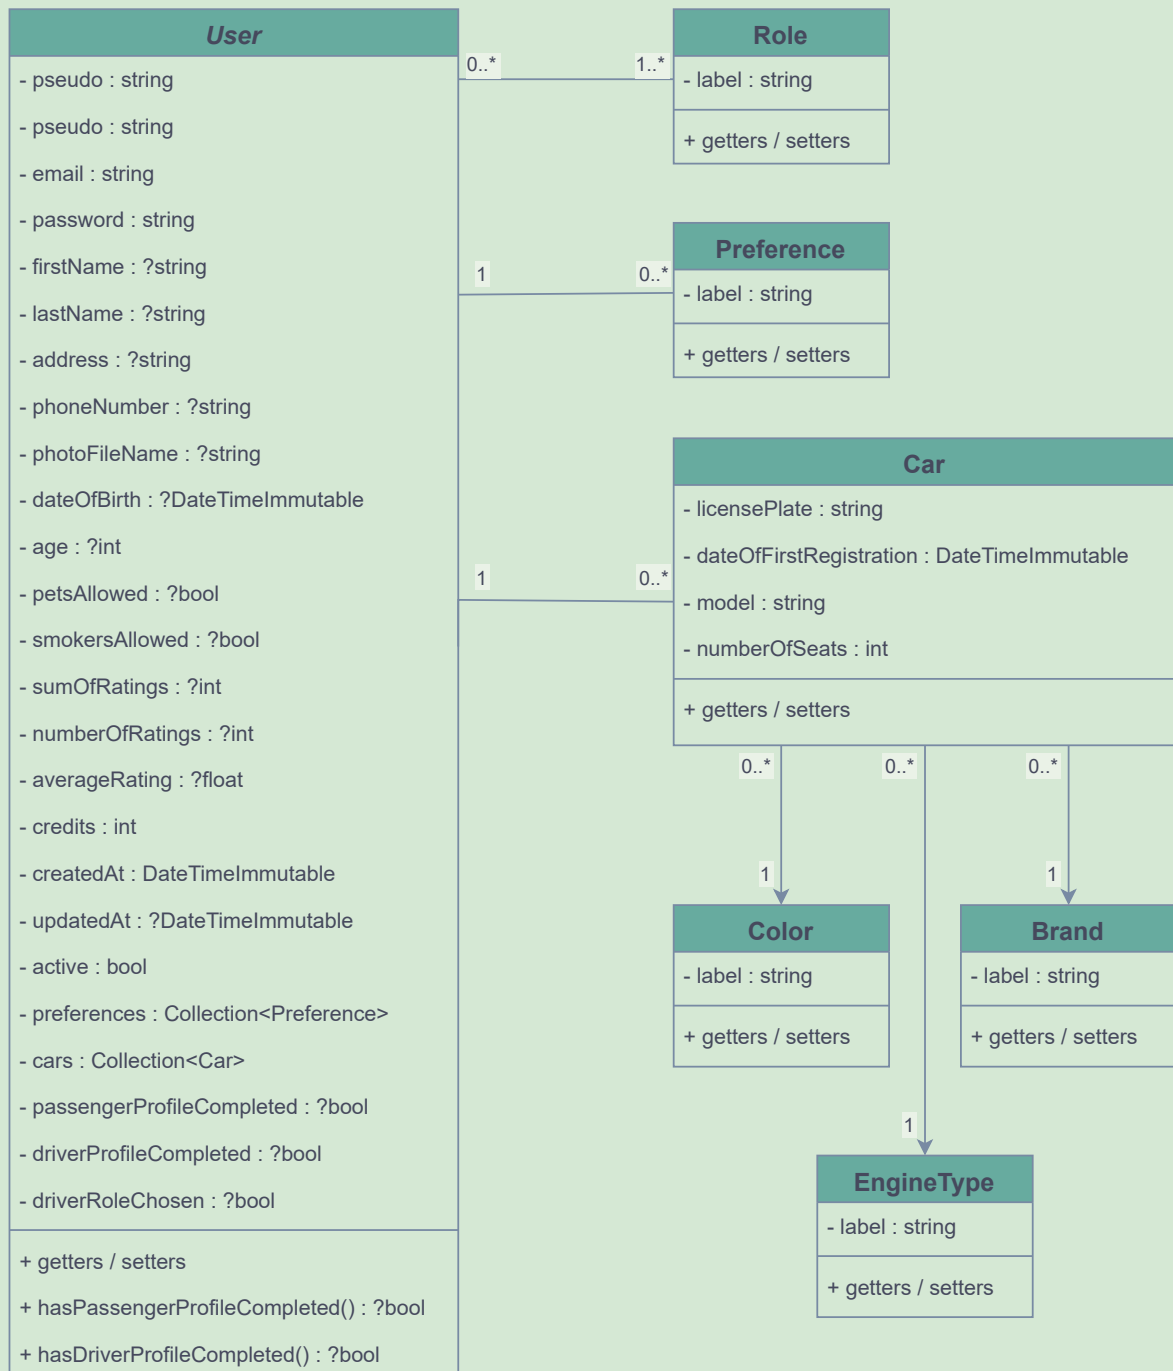 User
- pseudo : string
- pseudo : string
- email : string
- password : string
- firstName : ?string
- lastName : ?string
- address : ?string
- phoneNumber : ?string
- photoFileName : ?string
- dateOfBirth : ?DateTimeImmutable
- age : ?int
- petsAllowed : ?bool
- smokersAllowed : ?bool
- sumOfRatings : ?int
- numberOfRatings : ?int
- averageRating : ?float
- credits : int
- createdAt : DateTimeImmutable
- updatedAt : ?DateTimeImmutable
- active : bool
- preferences : Collection<Preference>
- cars : Collection<Car>
- passengerProfileCompleted : ?bool
- driverProfileCompleted : ?bool
- driverRoleChosen : ?bool
+ getters / setters
+ hasPassengerProfileCompleted() : ?bool
+ hasDriverProfileCompleted() : ?bool
0..*
1..*
Role
- label : string
+ getters / setters
1
0..*
Preference
- label : string
+ getters / setters
1
0..*
Car
- licensePlate : string
- dateOfFirstRegistration : DateTimeImmutable
- model : string
- numberOfSeats : int
+ getters / setters
0..*
0..*
0..*
1
1
Color
- label : string
+ getters / setters
Brand
- label : string
+ getters / setters
1
EngineType
- label : string
+ getters / setters